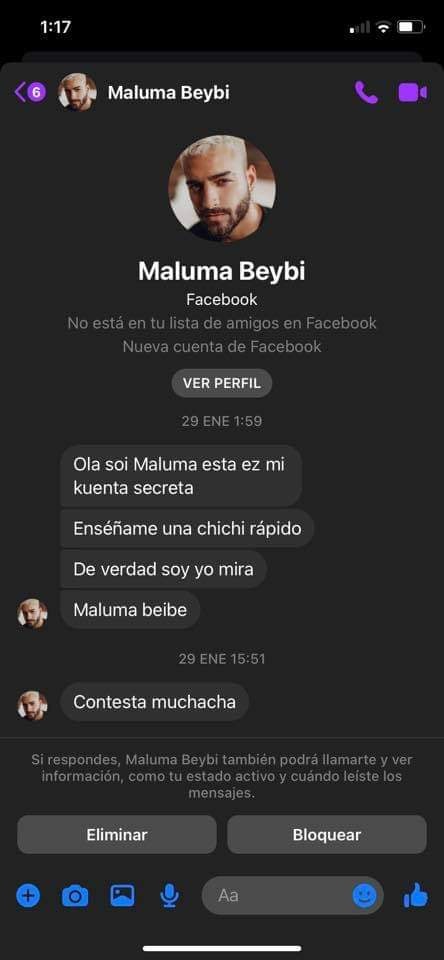 1:17
6
Maluma Beybi
Maluma Beybi
Facebook
No está en tu lista de amigos en Facebook
Nueva cuenta de Facebook
VER PERFIL
29 ENE 1:59
Ola soi Maluma esta ez mi
kuenta secreta
Enséñame una chichi rápido
De verdad soy yo mira
Maluma beibe
29 ENE 15:51
Contesta muchacha
Si respondes, Maluma Beybi también podrá llamarte y ver
información, como tu estado activo y cuándo leíste los
mensajes.
Eliminar
Bloquear
Aa